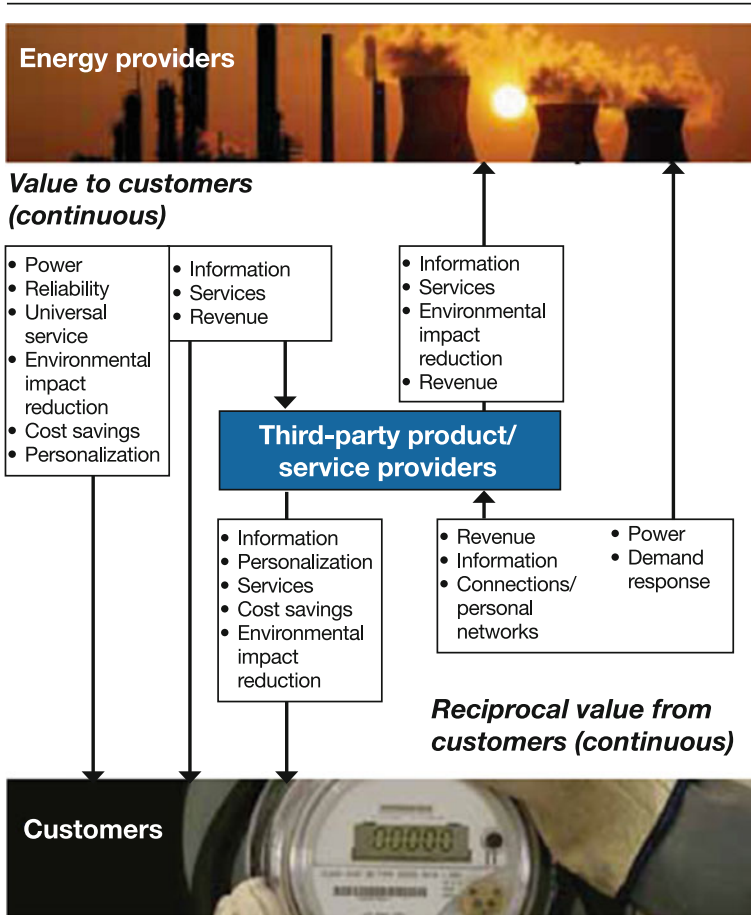 Energy providers
Value to customers
(continuous)
• Power
• Reliability
• Universal
service
• Environmental
impact
reduction
• Cost savings
• Personalization
• Information
• Services
• Revenue
• Information
• Services
• Environmental
impact
reduction
• Revenue
Third-party product/
service providers
• Information
• Personalization
• Services
• Cost savings
• Environmental
impact
reduction
• Revenue
• Information
• Connections/
personal
networks
• Power
• Demand
response
Reciprocal value from
customers (continuous)
Customers
00000